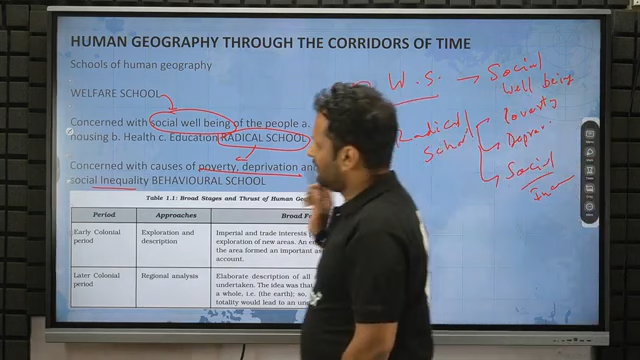 HUMAN GEOGRAPHY THROUGH THE CORRIDORS OF TIME
Schools of human geography
WELFARE SCHOOL
Concerned with social well being of the people a.
housing b. Health c. Education RADICAL SCHOOL
Concerned with causes of poverty, deprivation and
social Inequality BEHAVIOURAL SCHOOL
W.S. → Social
well being
Radical
School
Poverty
Social
Table 1.1: Broad Stages and Thrust of Human
Period Approaches Broad
Early Colonial period Exploration and description Imperial and trade interests
exploration of new areas. An
the area formed an important
account.
Later Colonial period Regional analysis Elaborate description of all
undertaken. The idea was that
a whole, i.e. (the earth); so,
totality would lead to an